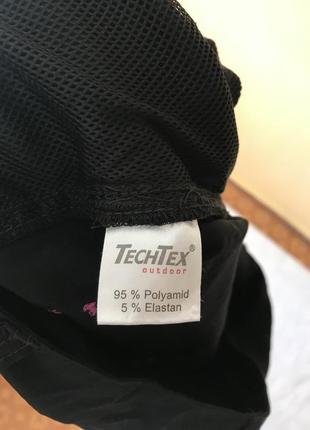 TECHTEX
outdoor
95 % Polyamid
5 % Elastan